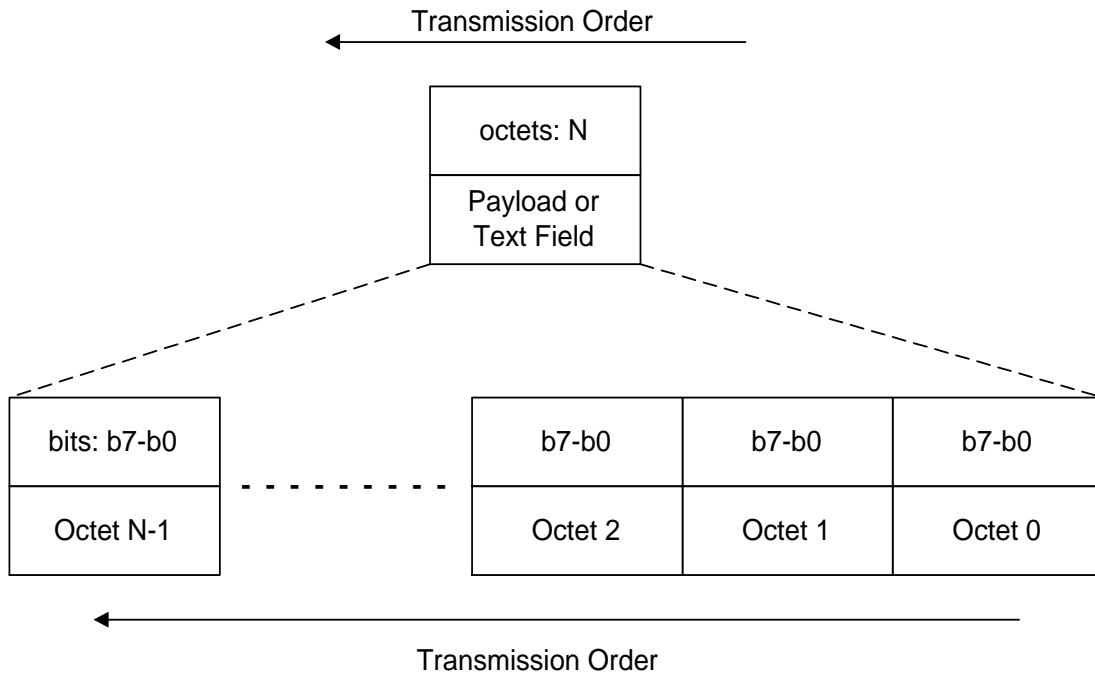 Transmission Order
octets: N
Payload or
Text Field
bits: b7-b0
b7-b0
b7-b0
b7-b0
Octet N-1
Octet 2
Octet 1
Octet 0
Transmission Order